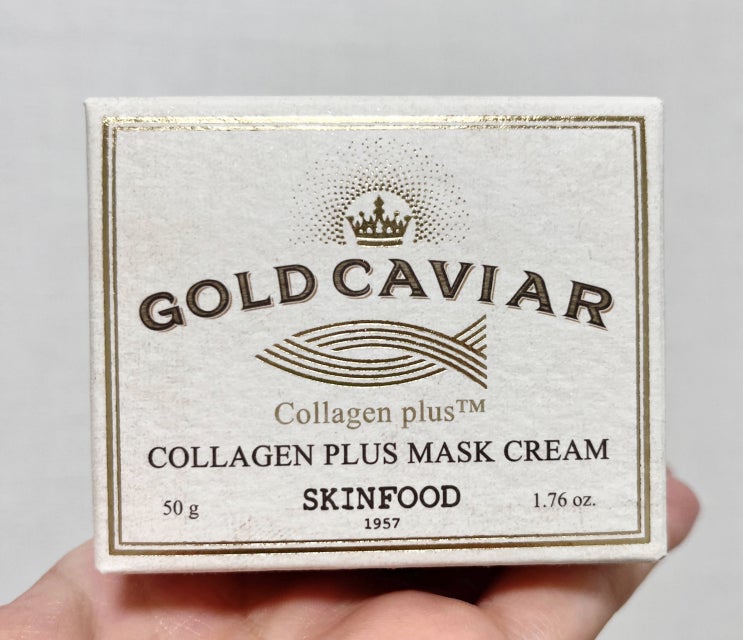 GOLD CAVIAR
Collagen plus™
COLLAGEN PLUS MASK CREAM
50 g
SKINFOOD
1.76 oz.
1957